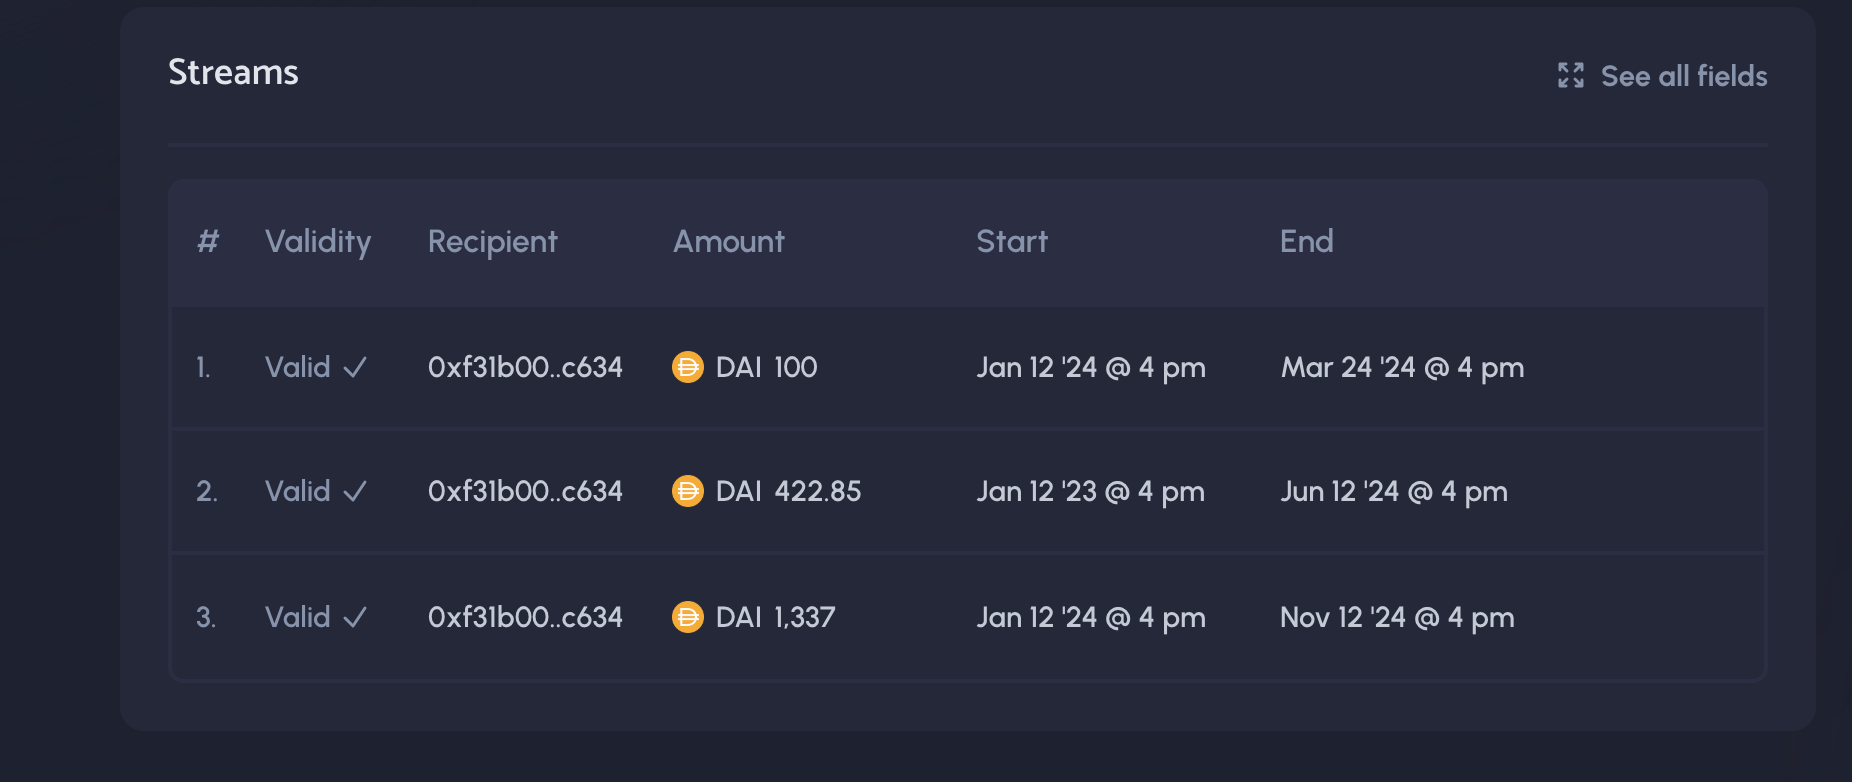 Streams
See all fields
# Validity Recipient Amount Start End
1. Valid 0xf31b00..c634 DAI 100 Jan 12 '24 @ 4 pm Mar 24 '24 @ 4 pm
2. Valid 0xf31b00..c634 DAI 422.85 Jan 12 '23 @ 4 pm Jun 12 '24 @ 4 pm
3. Valid 0xf31b00..c634 DAI 1,337 Jan 12 '24 @ 4 pm Nov 12 '24 @ 4 pm